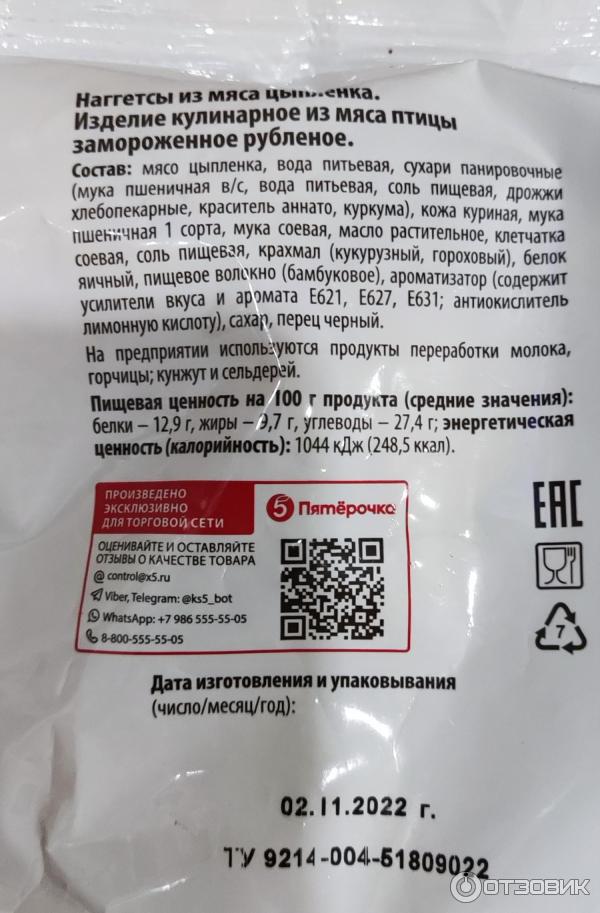 Наггетсы из мяса цыпленка.
Изделие кулинарное из мяса птицы
замороженное рубленое.
Состав: мясо цыпленка, вода питьевая, сухари панировочные
(мука пшеничная в/с, вода питьевая, соль пищевая, дрожжи
хлебопекарные, краситель аннато, куркума), кожа куриная, мука
пшеничная 1 сорта, мука соевая, масло растительное, клетчатка
соевая, соль пищевая, крахмал (кукурузный, гороховый), белок
яичный, пищевое волокно (бамбуковое), ароматизатор (содержит
усилители вкуса и аромата Е621, Е627, Е631; антиокислитель
лимонную кислоту), сахар, перец черный.
На предприятии используются продукты переработки молока,
горчицы; кунжут и сельдерей.
Пищевая ценность на 100 г продукта (средние значения):
белки – 12,9 г, жиры – 9,7 г, углеводы – 27,4 г; энергетическая
ценность (калорийность): 1044 кДж (248,5 ккал).
ПРОИЗВЕДЕНО
ЭКСКЛЮЗИВНО
ДЛЯ ТОРГОВОЙ СЕТИ
5 Пятёрочка
ОЦЕНИВАЙТЕ И ОСТАВЛЯЙТЕ
ОТЗЫВЫ О КАЧЕСТВЕ ТОВАРА
@ control@x5.ru
Viber, Telegram: @ks5_bot
WhatsApp: +7 986 555-55-05
8-800-555-55-05
EAC
7
Дата изготовления и упаковывания
(число/месяц/год):
02.11.2022 г.
ТУ 9214-004-51809022
ОТЗОВИК